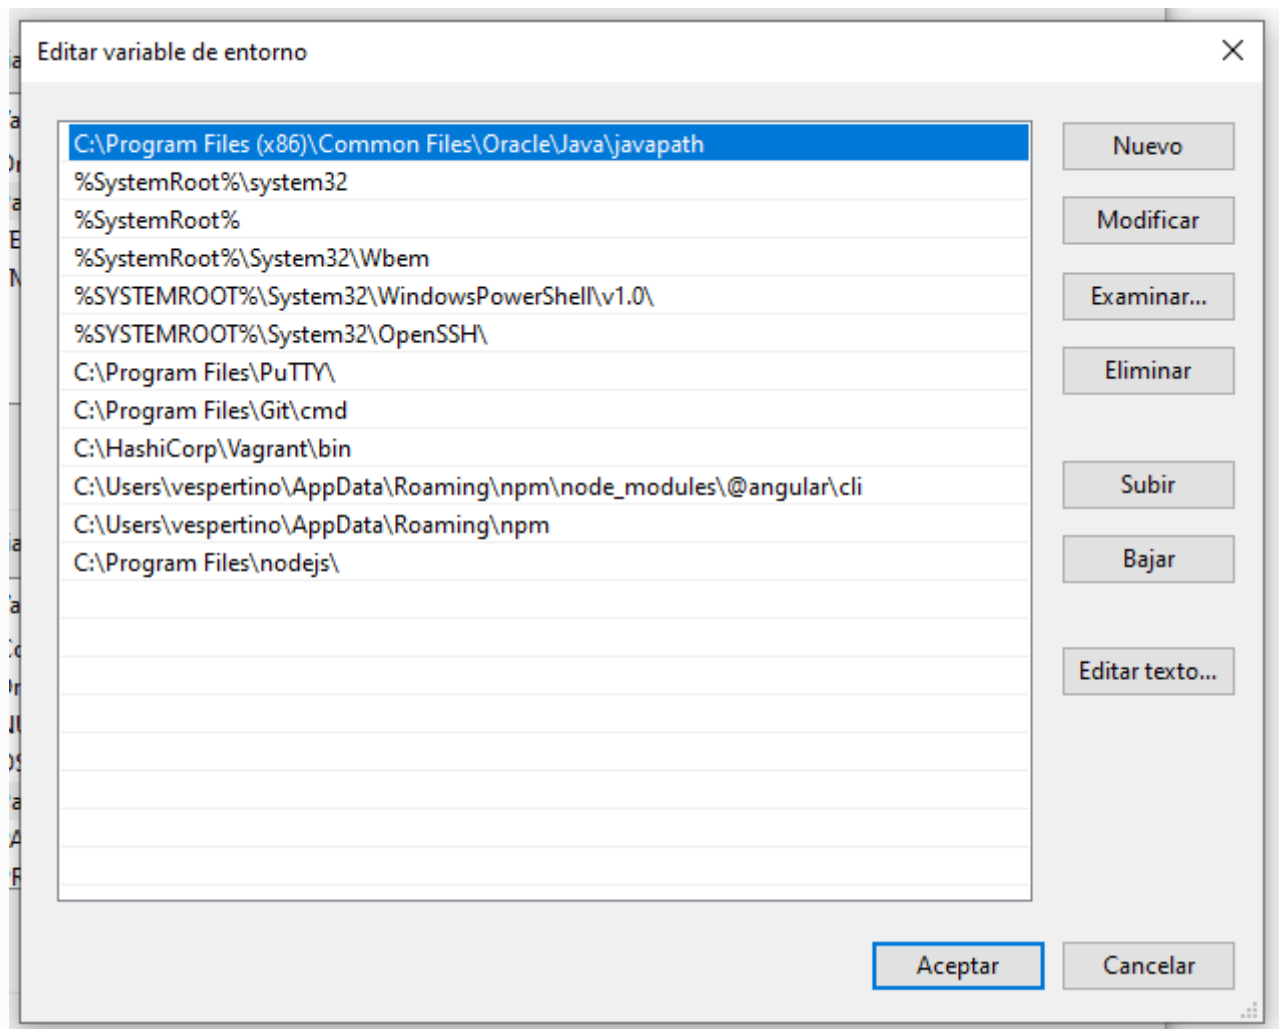 Editar variable de entorno
C:\Program Files (x86)\Common Files\Oracle\Java\javapath
%SystemRoot%\system32
%SystemRoot%
%SystemRoot%\System32\Wbem
%SYSTEMROOT%\System32\WindowsPowerShell\v1.0\
%SYSTEMROOT%\System32\OpenSSH\
C:\Program Files\PuTTY\
C:\Program Files\Git\cmd
C:\HashiCorp\Vagrant\bin
C:\Users\vespertino\AppData\Roaming\npm\node_modules\@angular\cli
C:\Users\vespertino\AppData\Roaming\npm
C:\Program Files\nodejs\
Nuevo
Modificar
Examinar...
Eliminar
Subir
Bajar
Editar texto...
Aceptar
Cancelar